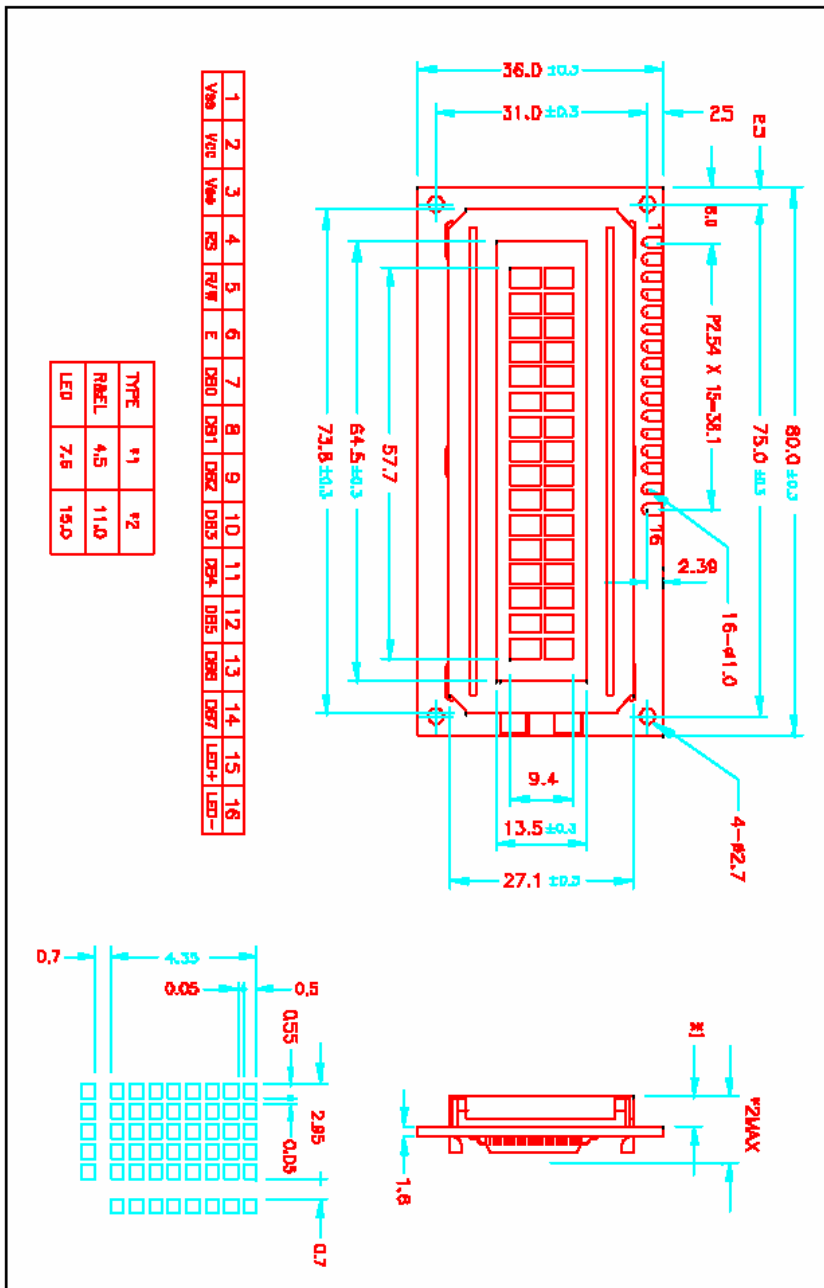 36.0 ±0.3
31.0 ±0.3
2.5
2.5
8.0
1
P2.54 X 15=38.1
75.0 ±0.3
80.0 ±0.3
16
2.39
16-ø1.0
4-ø2.7
57.7
64.5 ±0.3
73.8 ±0.3
9.4
13.5 ±0.3
27.1 ±0.3
1 2 3 4 5 6 7 8 9 10 11 12 13 14 15 16
Vss Vcc RS R/W E DB0 DB1 DB2 DB3 DB4 DB5 DB6 DB7 LED+ LED-
TYPE *1 *2
R&EL 4.5 11.0
LED 15.0
0.7
4.35
0.05
0.5
0.55
2.95
0.05
0.7
*1
*2MAX
1.6